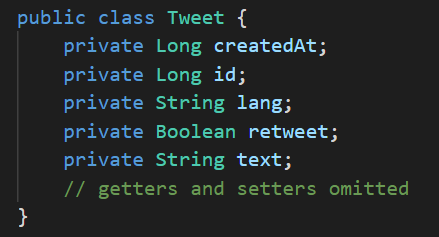 public class Tweet {
    private Long createdAt;
    private Long id;
    private String lang;
    private Boolean retweet;
    private String text;
    // getters and setters omitted
}